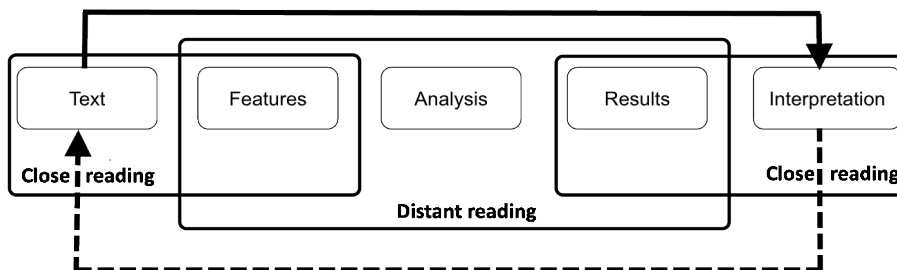 Text
Features
Analysis
Results
Interpretation
Close reading
Close reading
Distant reading